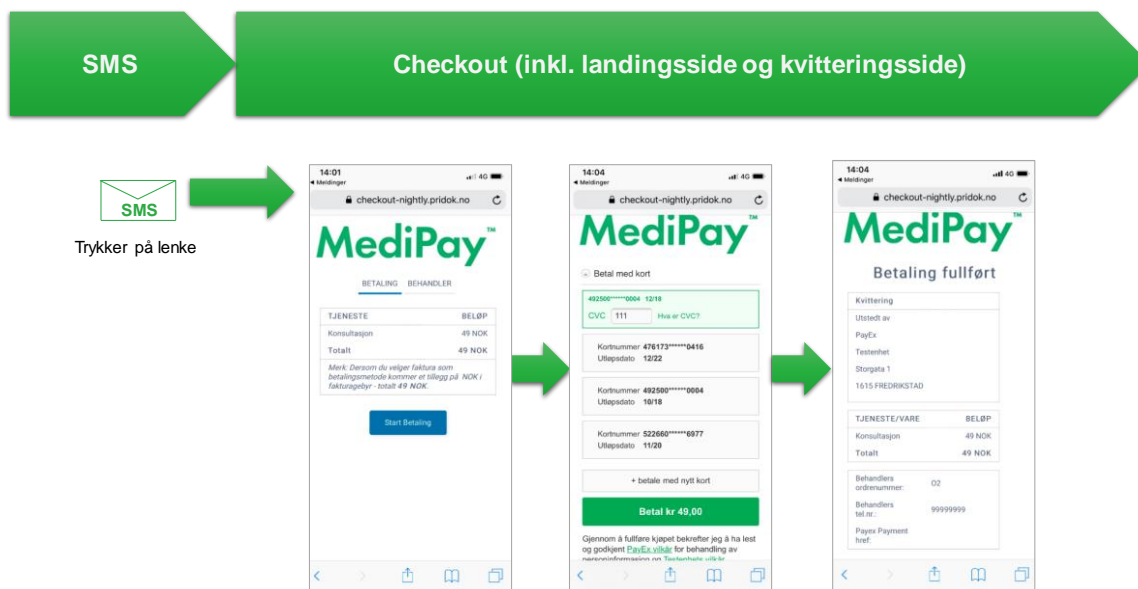 SMS
Checkout (inkl. landingsside og kvitteringsside)
SMS
Trykker på lenke
14:01
4G
◄ Meldinger
checkout-nightly.pridok.no
MediPay™
BETALING BEHANDLER
TJENESTE BELØP
Konsultasjon 49 NOK
Totalt 49 NOK
Merk: Dersom du velger faktura som
betalingsmetode kommer et tillegg på NOK i
fakturagebyr - totalt 49 NOK.
Start Betaling
14:04
4G
◄ Meldinger
checkout-nightly.pridok.no
MediPay™
Betal med kort
492500******0004 12/18
CVC 111 Hva er CVC?
Kortnummer 476173******0416
Utløpsdato 12/22
Kortnummer 492500******0004
Utløpsdato 10/18
Kortnummer 522660******6977
Utløpsdato 11/20
+ betale med nytt kort
Betal kr 49,00
Gjennom å fullføre kjøpet bekrefter jeg å ha lest
og godkjent PayEx vilkår for behandling av
personinformasjon og Testenhets vilkår
14:04
4G
◄ Meldinger
checkout-nightly.pridok.no
MediPay™
Betaling fullført
Kvittering
Utstedt av
PayEx
Testenhet
Storgata 1
1615 FREDRIKSTAD
TJENESTE/VARE BELØP
Konsultasjon 49 NOK
Totalt 49 NOK
Behandlers
ordrenummer: O2
Behandlers
tel.nr.: 99999999
Payex Payment
href: